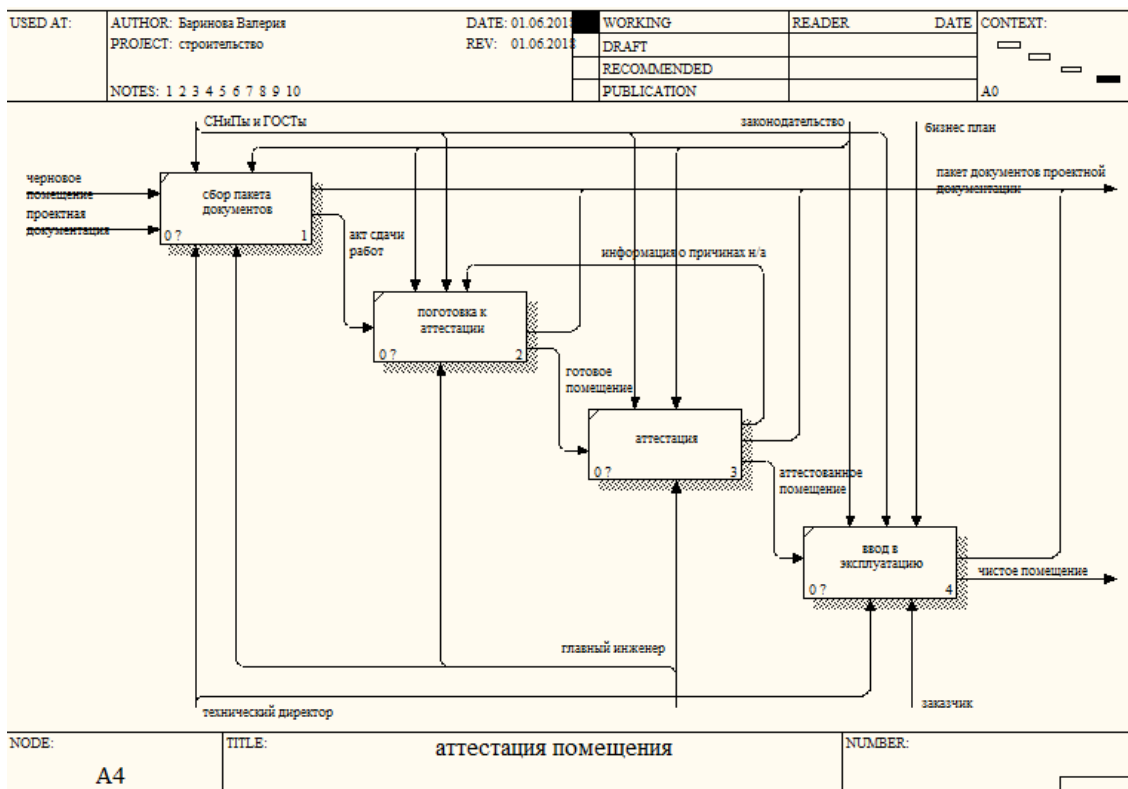 USED AT:
AUTHOR: Баринова Валерия
DATE: 01.06.2018
WORKING
READER
DATE
CONTEXT:
PROJECT: строительство
REV: 01.06.2018
DRAFT
RECOMMENDED
NOTES: 1 2 3 4 5 6 7 8 9 10
PUBLICATION
A0
СНиПы и ГОСТы
законодательство
бизнес план
черновое
помещение
проектная
документация
сбор пакета
документов
0 ?
1
пакет документов проектной
документации
акт сдачи
работ
информация о причинах н/а
поготовка к
аттестации
0 ?
2
готовое
помещение
аттестация
0 ?
3
аттестованное
помещение
ввод в
эксплуатацию
0 ?
4
чистое помещение
главный инженер
технический директор
заказчик
NODE:
A4
TITLE:
аттестация помещения
NUMBER: